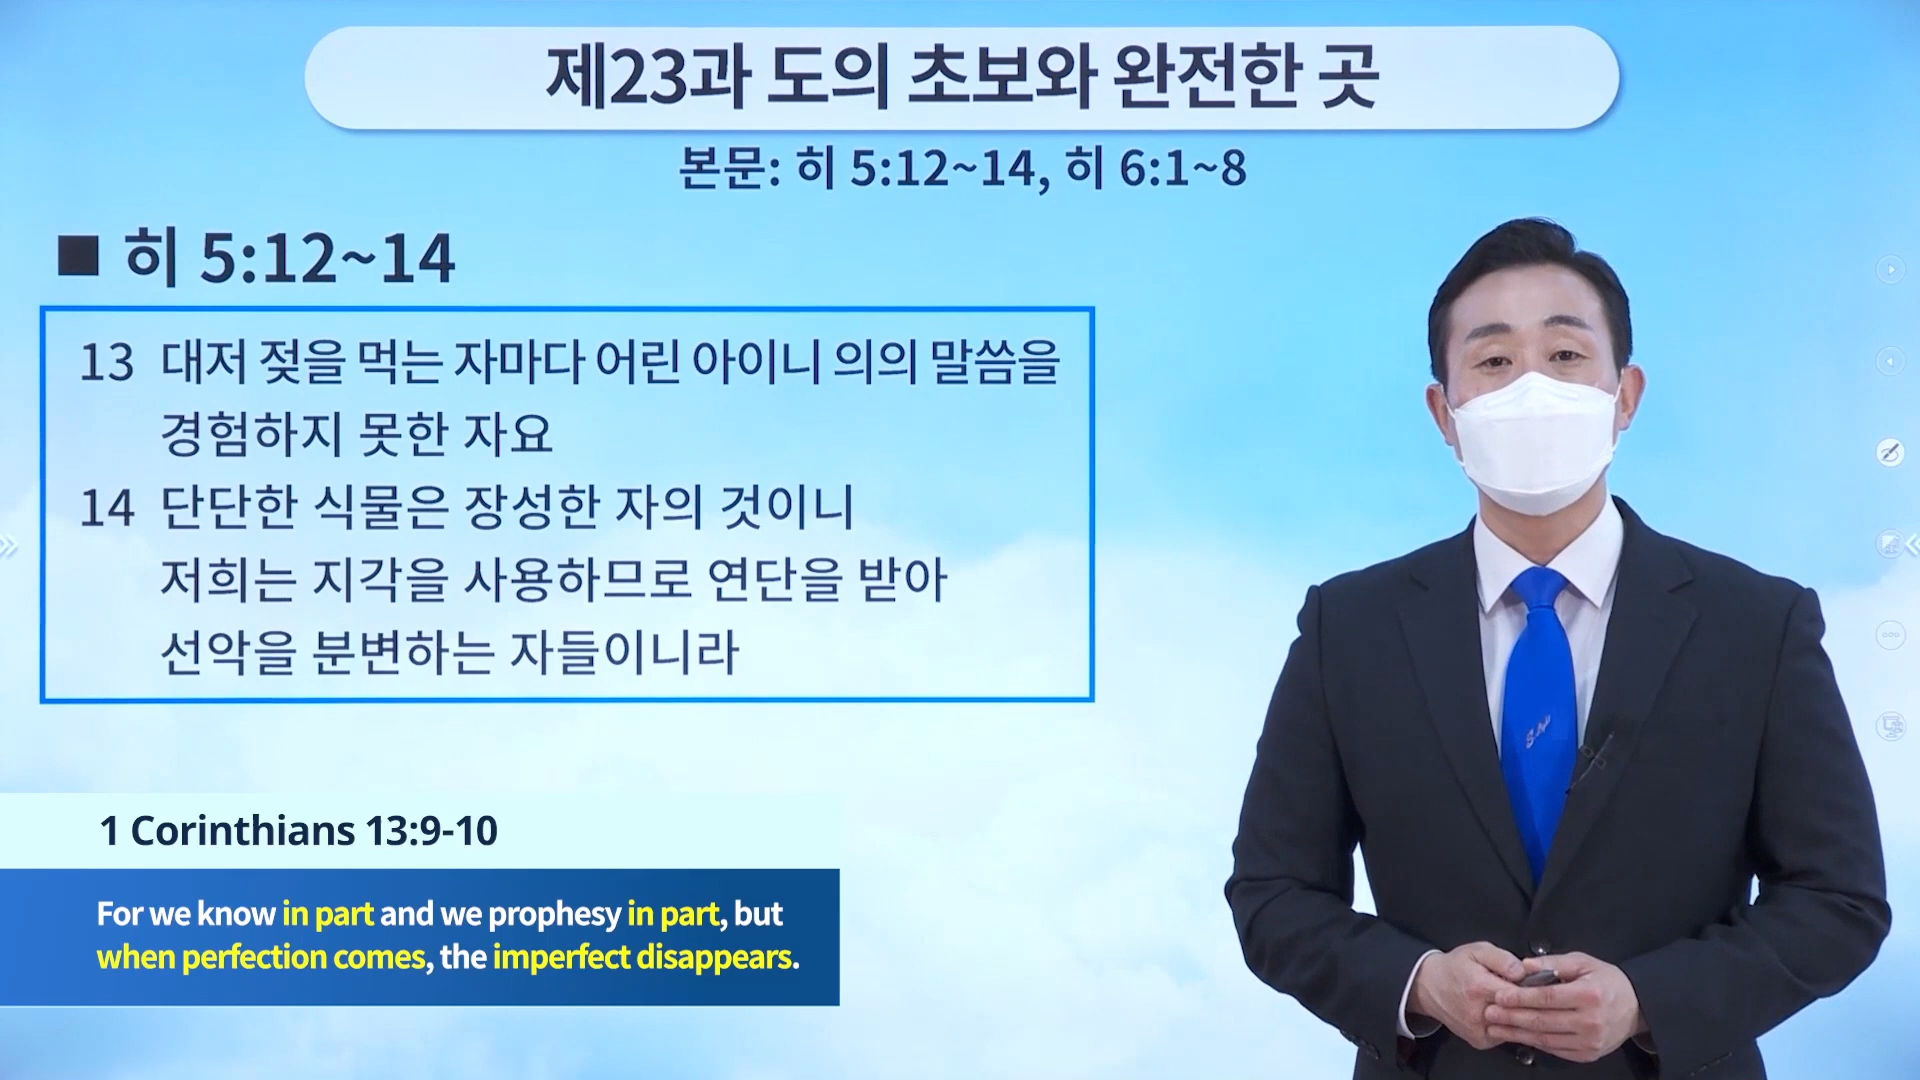 제23과 도의 초보와 완전한 곳
본문: 히 5:12~14, 히 6:1~8
■ 히 5:12~14
13 대저 젖을 먹는 자마다 어린 아이니 의의 말씀을
경험하지 못한 자요
14 단단한 식물은 장성한 자의 것이니
저희는 지각을 사용하므로 연단을 받아
선악을 분변하는 자들이니라
1 Corinthians 13:9-10
For we know in part and we prophesy in part, but
when perfection comes, the imperfect disappears.